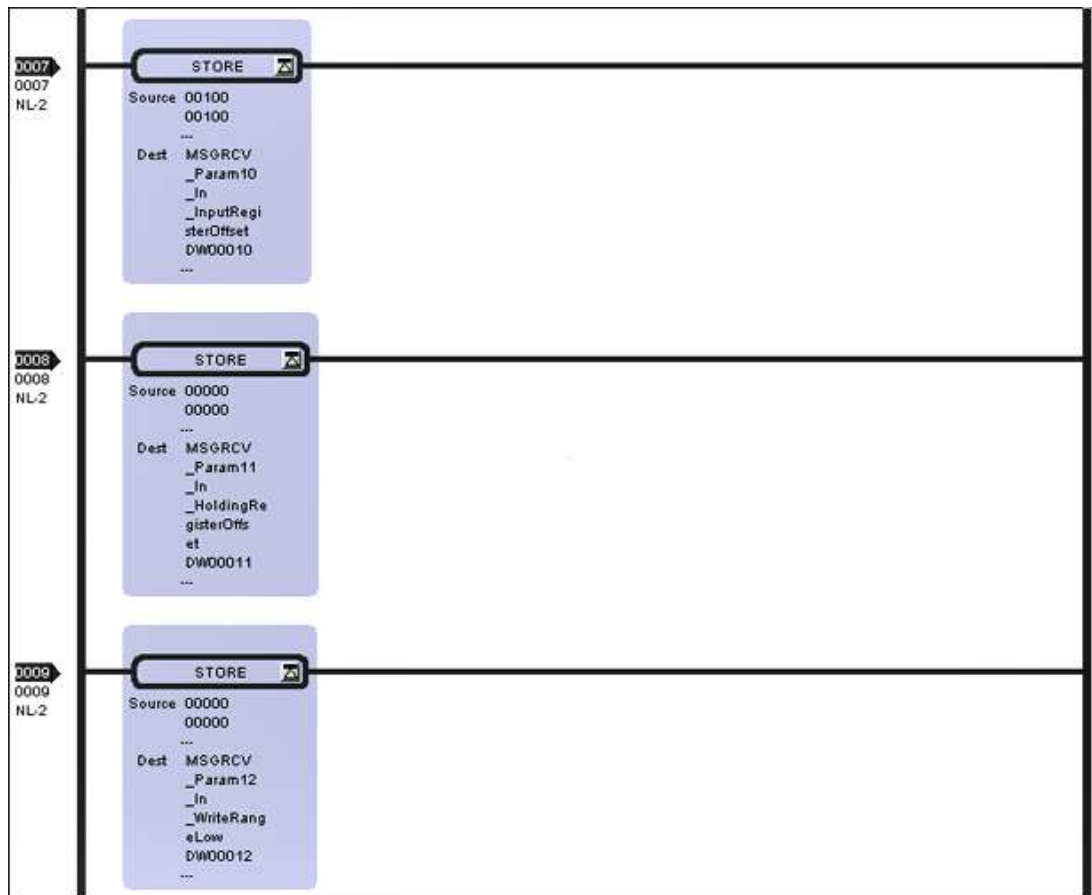 0007
0007
NL-2
STORE
Source 00100
00100
...
Dest MSGRCV
_Param10
_In
_InputRegi
sterOffset
DW00010
...
0008
0008
NL-2
STORE
Source 00000
00000
...
Dest MSGRCV
_Param11
_In
_HoldingRe
gisterOffs
et
DW00011
...
0009
0009
NL-2
STORE
Source 00000
00000
...
Dest MSGRCV
_Param12
_In
_WriteRang
eLow
DW00012
...